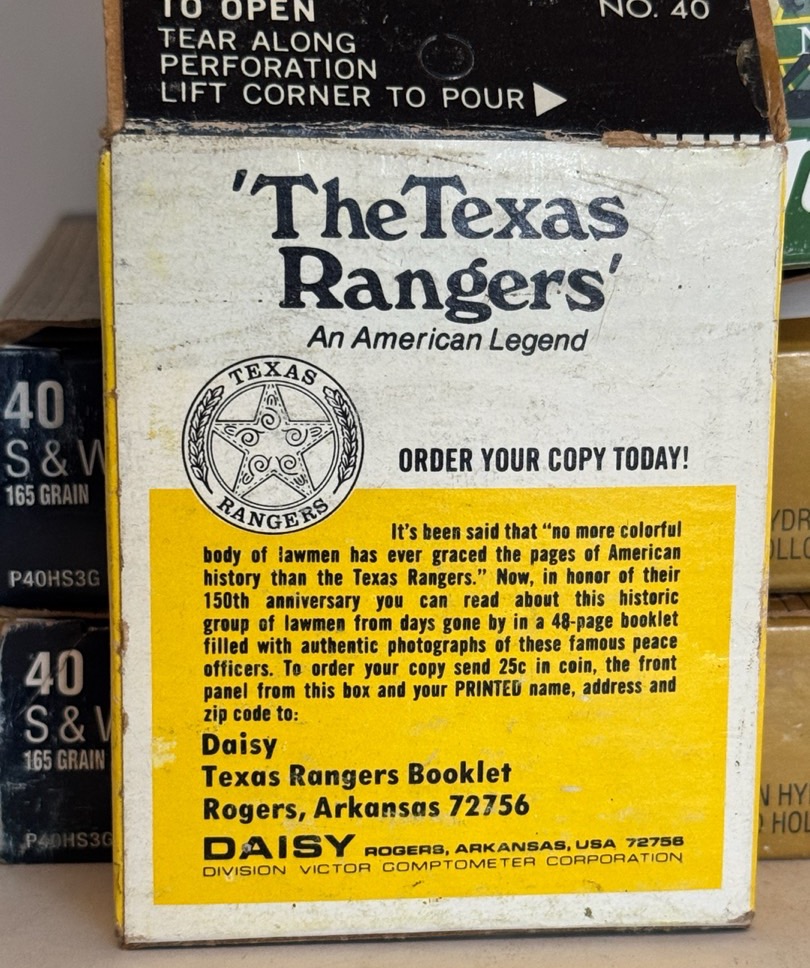 TO OPEN
NO. 40
TEAR ALONG
PERFORATION
LIFT CORNER TO POUR
'The Texas
Rangers'
An American Legend
TEXAS
RANGERS
ORDER YOUR COPY TODAY!
It's been said that "no more colorful
body of lawmen has ever graced the pages of American
history than the Texas Rangers." Now, in honor of their
150th anniversary you can read about this historic
group of lawmen from days gone by in a 48-page booklet
filled with authentic photographs of these famous peace
officers. To order your copy send 25c in coin, the front
panel from this box and your PRINTED name, address and
zip code to:
Daisy
Texas Rangers Booklet
Rogers, Arkansas 72756
DAISY ROGERS, ARKANSAS, USA 72756
DIVISION VICTOR COMPTOMETER CORPORATION
40
S & W
165 GRAIN
P40HS3G
40
S & W
165 GRAIN
P40HS3G